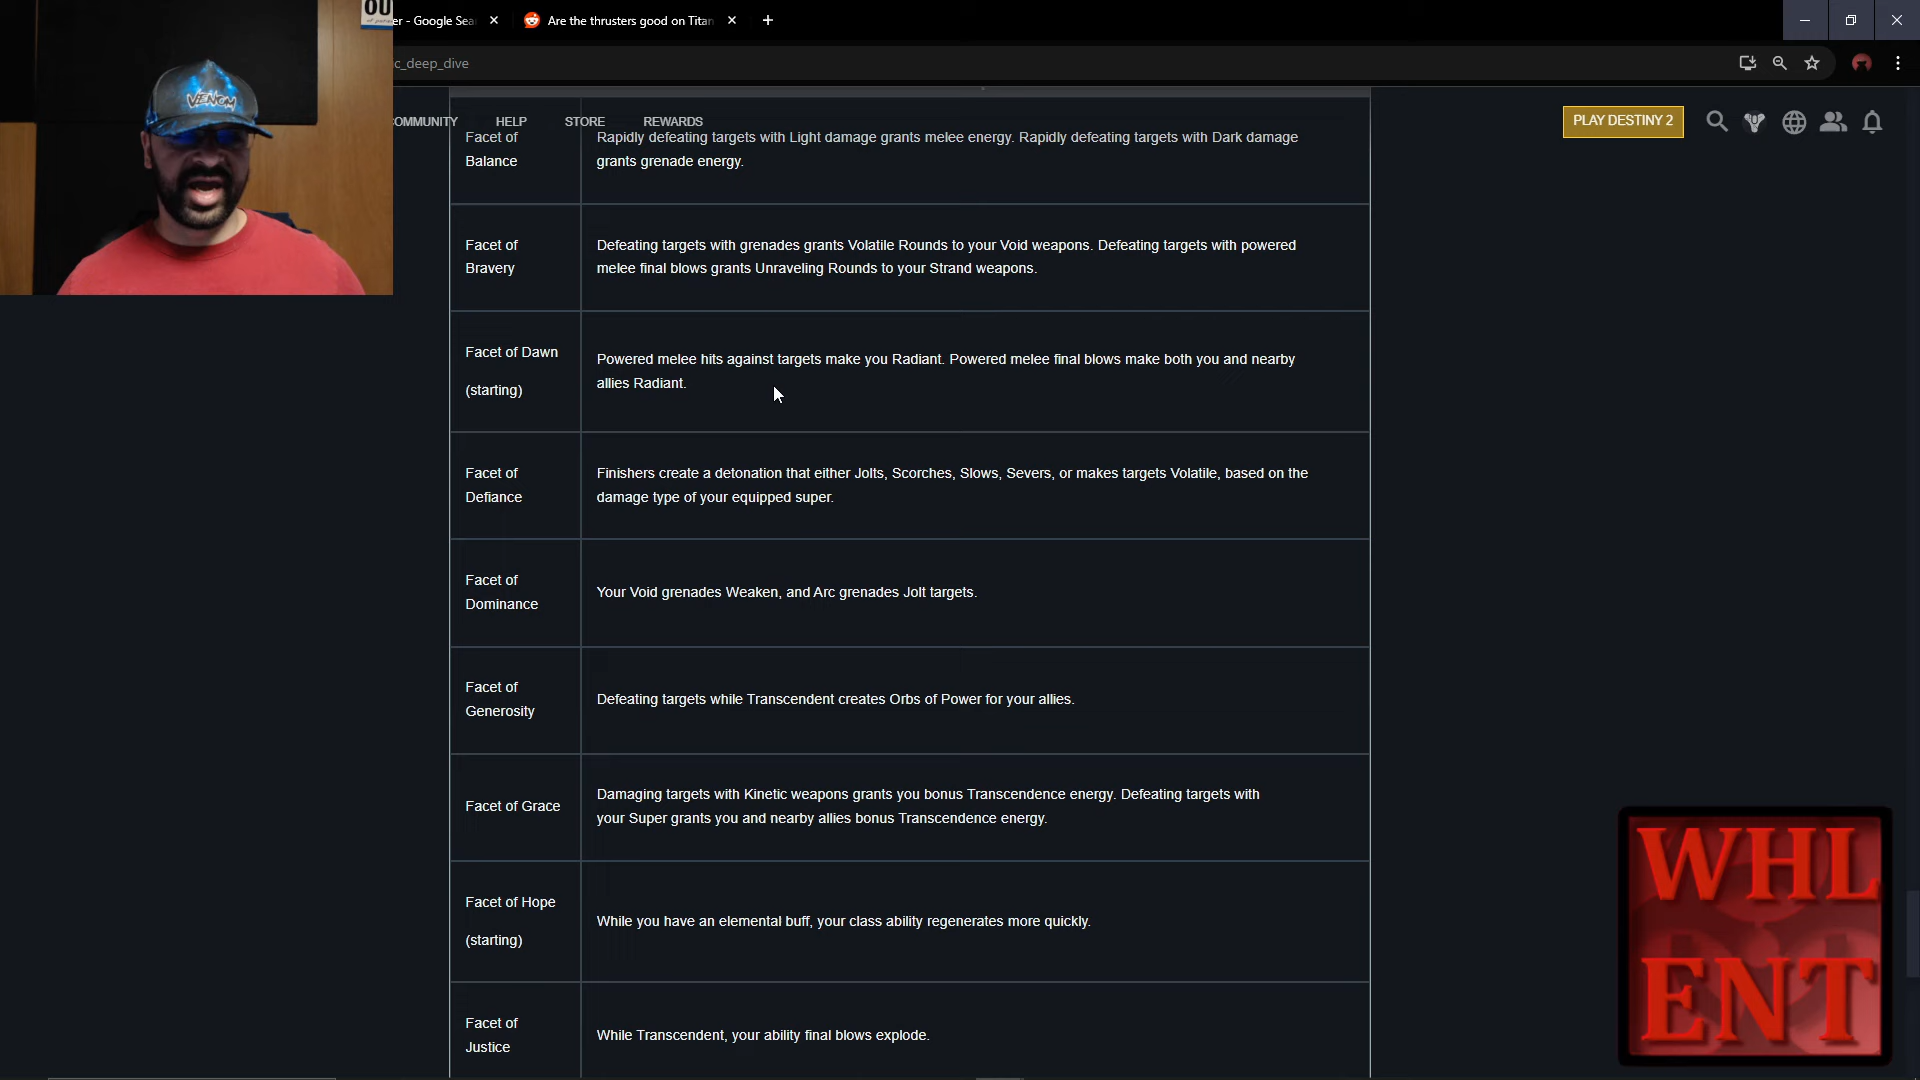 OU
er - Google Sea
Are the thrusters good on Titan
c_deep_dive
OMMUNITY
HELP
STORE
REWARDS
PLAY DESTINY 2
VENOM
Facet of
Balance
Rapidly defeating targets with Light damage grants melee energy. Rapidly defeating targets with Dark damage
grants grenade energy.
Facet of
Bravery
Defeating targets with grenades grants Volatile Rounds to your Void weapons. Defeating targets with powered
melee final blows grants Unraveling Rounds to your Strand weapons.
Facet of Dawn
(starting)
Powered melee hits against targets make you Radiant. Powered melee final blows make both you and nearby
allies Radiant.
Facet of
Defiance
Finishers create a detonation that either Jolts, Scorches, Slows, Severs, or makes targets Volatile, based on the
damage type of your equipped super.
Facet of
Dominance
Your Void grenades Weaken, and Arc grenades Jolt targets.
Facet of
Generosity
Defeating targets while Transcendent creates Orbs of Power for your allies.
Facet of Grace
Damaging targets with Kinetic weapons grants you bonus Transcendence energy. Defeating targets with
your Super grants you and nearby allies bonus Transcendence energy.
Facet of Hope
(starting)
While you have an elemental buff, your class ability regenerates more quickly.
Facet of
Justice
While Transcendent, your ability final blows explode.
WHL
ENT